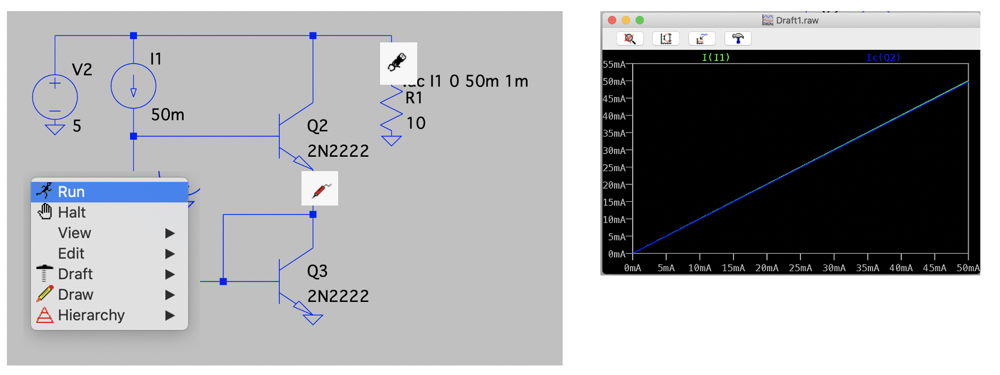 V2
I1
5
50m
I1 0 50m 1m
R1
10
Q2
2N2222
Run
Halt
View
Edit
Draft
Draw
Hierarchy
Q3
2N2222
Draft1.raw
I(I1)
Ic(Q2)
55mA
50mA
45mA
40mA
35mA
30mA
25mA
20mA
15mA
10mA
5mA
0mA
0mA 5mA 10mA 15mA 20mA 25mA 30mA 35mA 40mA 45mA 50mA